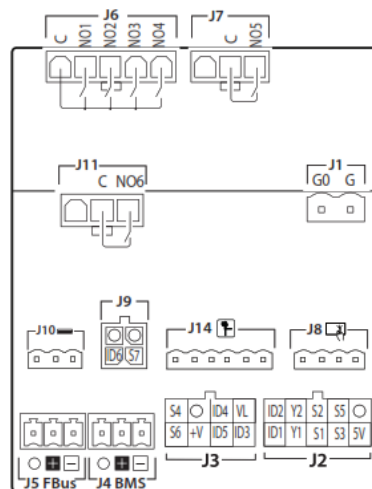 J6 J7
C NO1 NO2 NO3 NO4 C NO5
J11 J1
C NO6 G0 G
J9
J10 J14 J8
ID6 S7
S4 ID4 VL ID2 Y2 S2 S5
S6 +V ID5 ID3 ID1 Y1 S1 S3 5V
J3 J2
J5 FBus J4 BMS